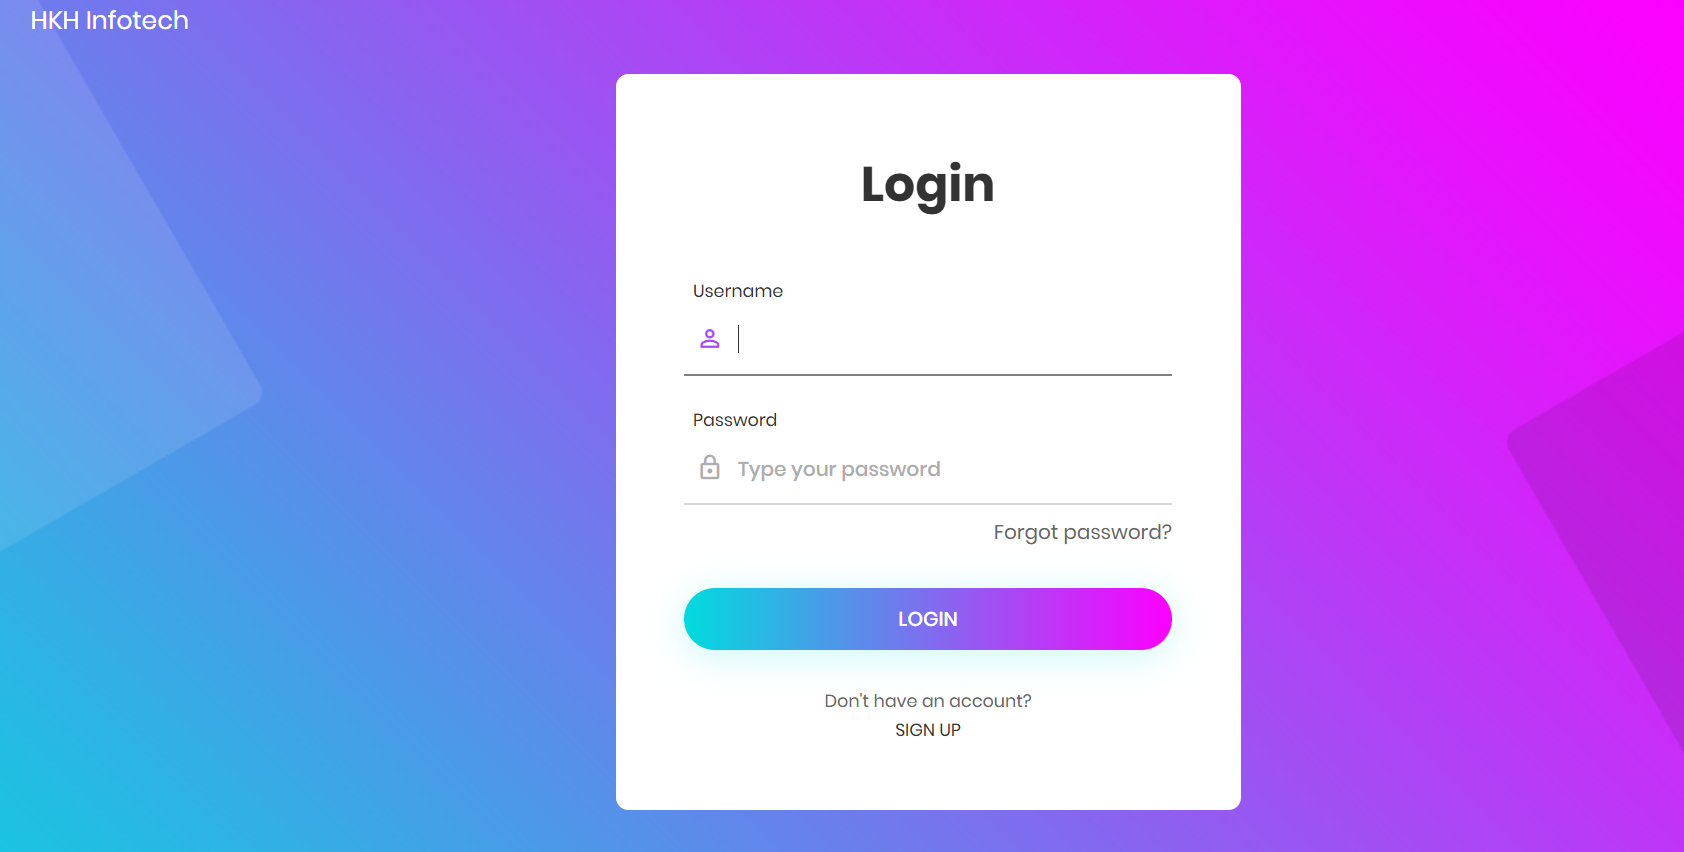 HKH Infotech
Login
Username
Password
Type your password
Forgot password?
LOGIN
Don't have an account?
SIGN UP